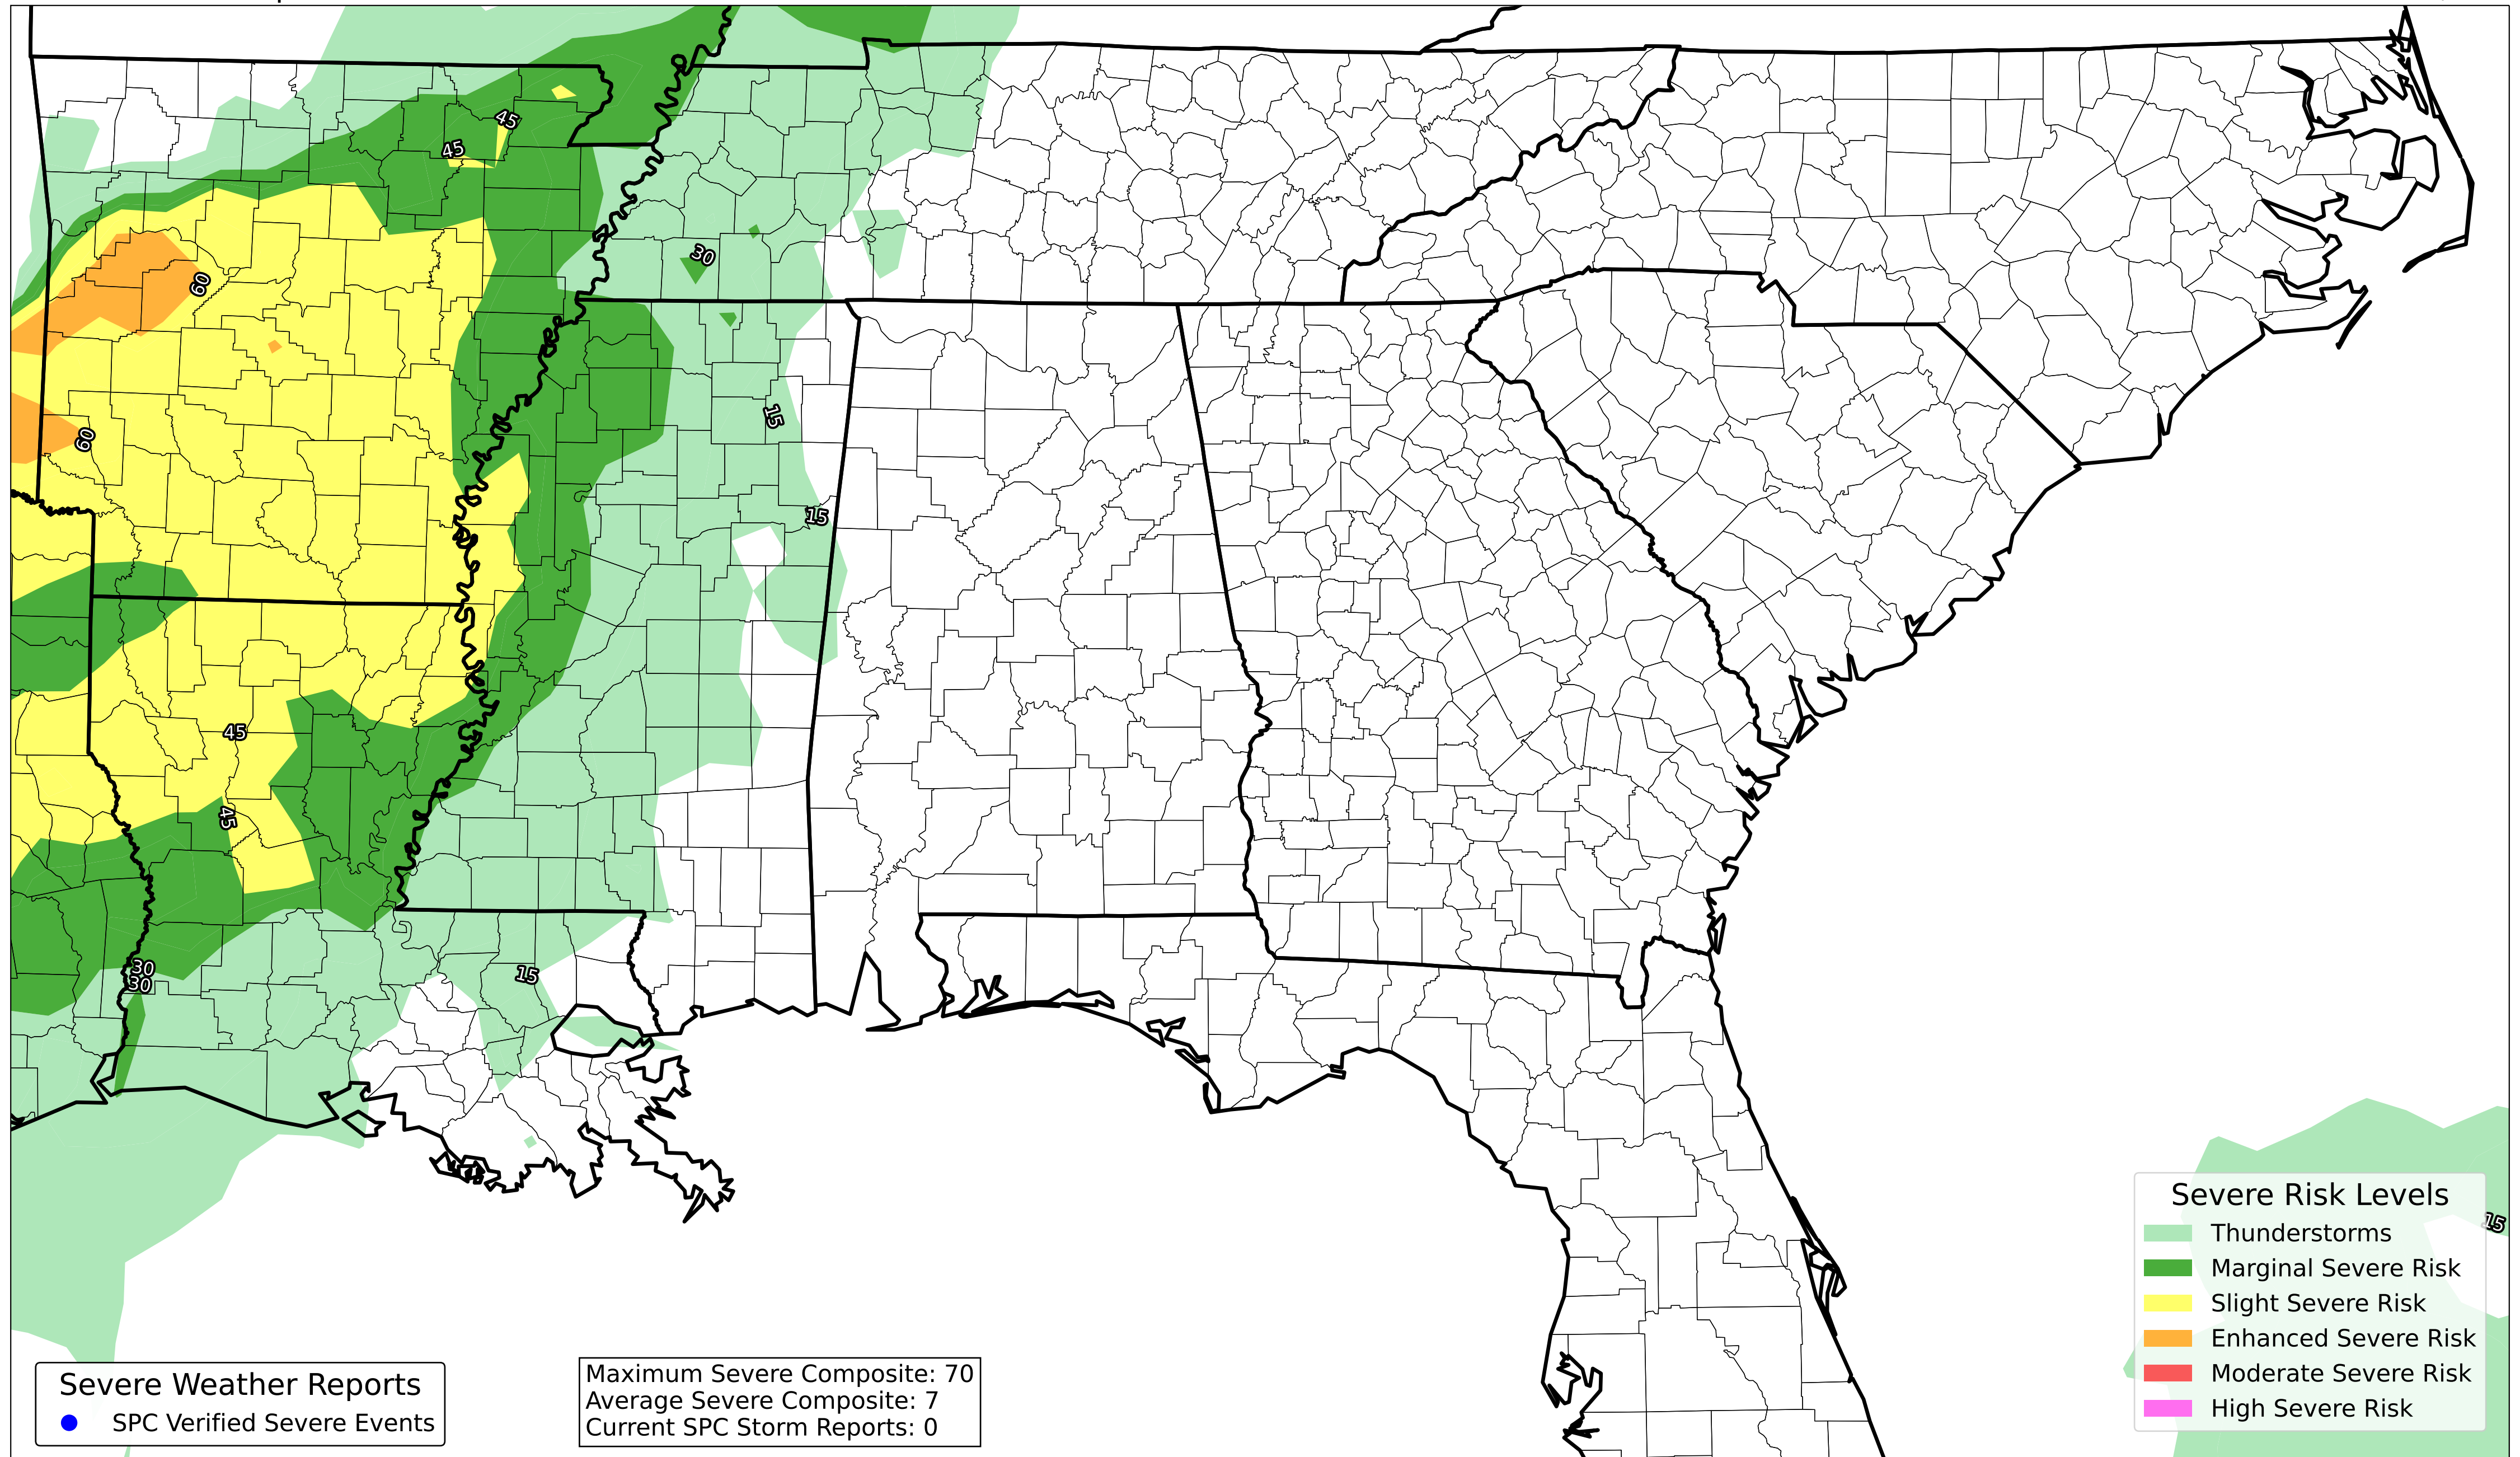 45
45
30
60
15
60
15
45
45
30
30
15
15
Severe Risk Levels
Thunderstorms
Marginal Severe Risk
Slight Severe Risk
Enhanced Severe Risk
Moderate Severe Risk
High Severe Risk
Severe Weather Reports
SPC Verified Severe Events
Maximum Severe Composite: 70
Average Severe Composite: 7
Current SPC Storm Reports: 0